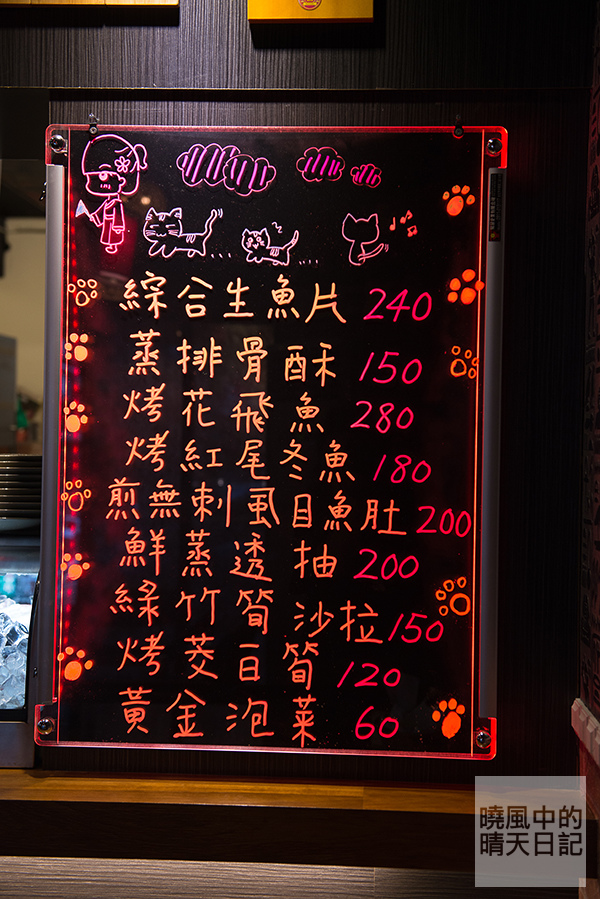 綜合生魚片 240
蒸排骨酥 150
烤花飛魚 280
烤紅尾冬魚 180
煎無刺風目魚肚 200
鮮蒸透抽 200
綠竹筍沙拉 150
烤茭白筍 120
黃金泡菜 60
曉風中的
晴天日記